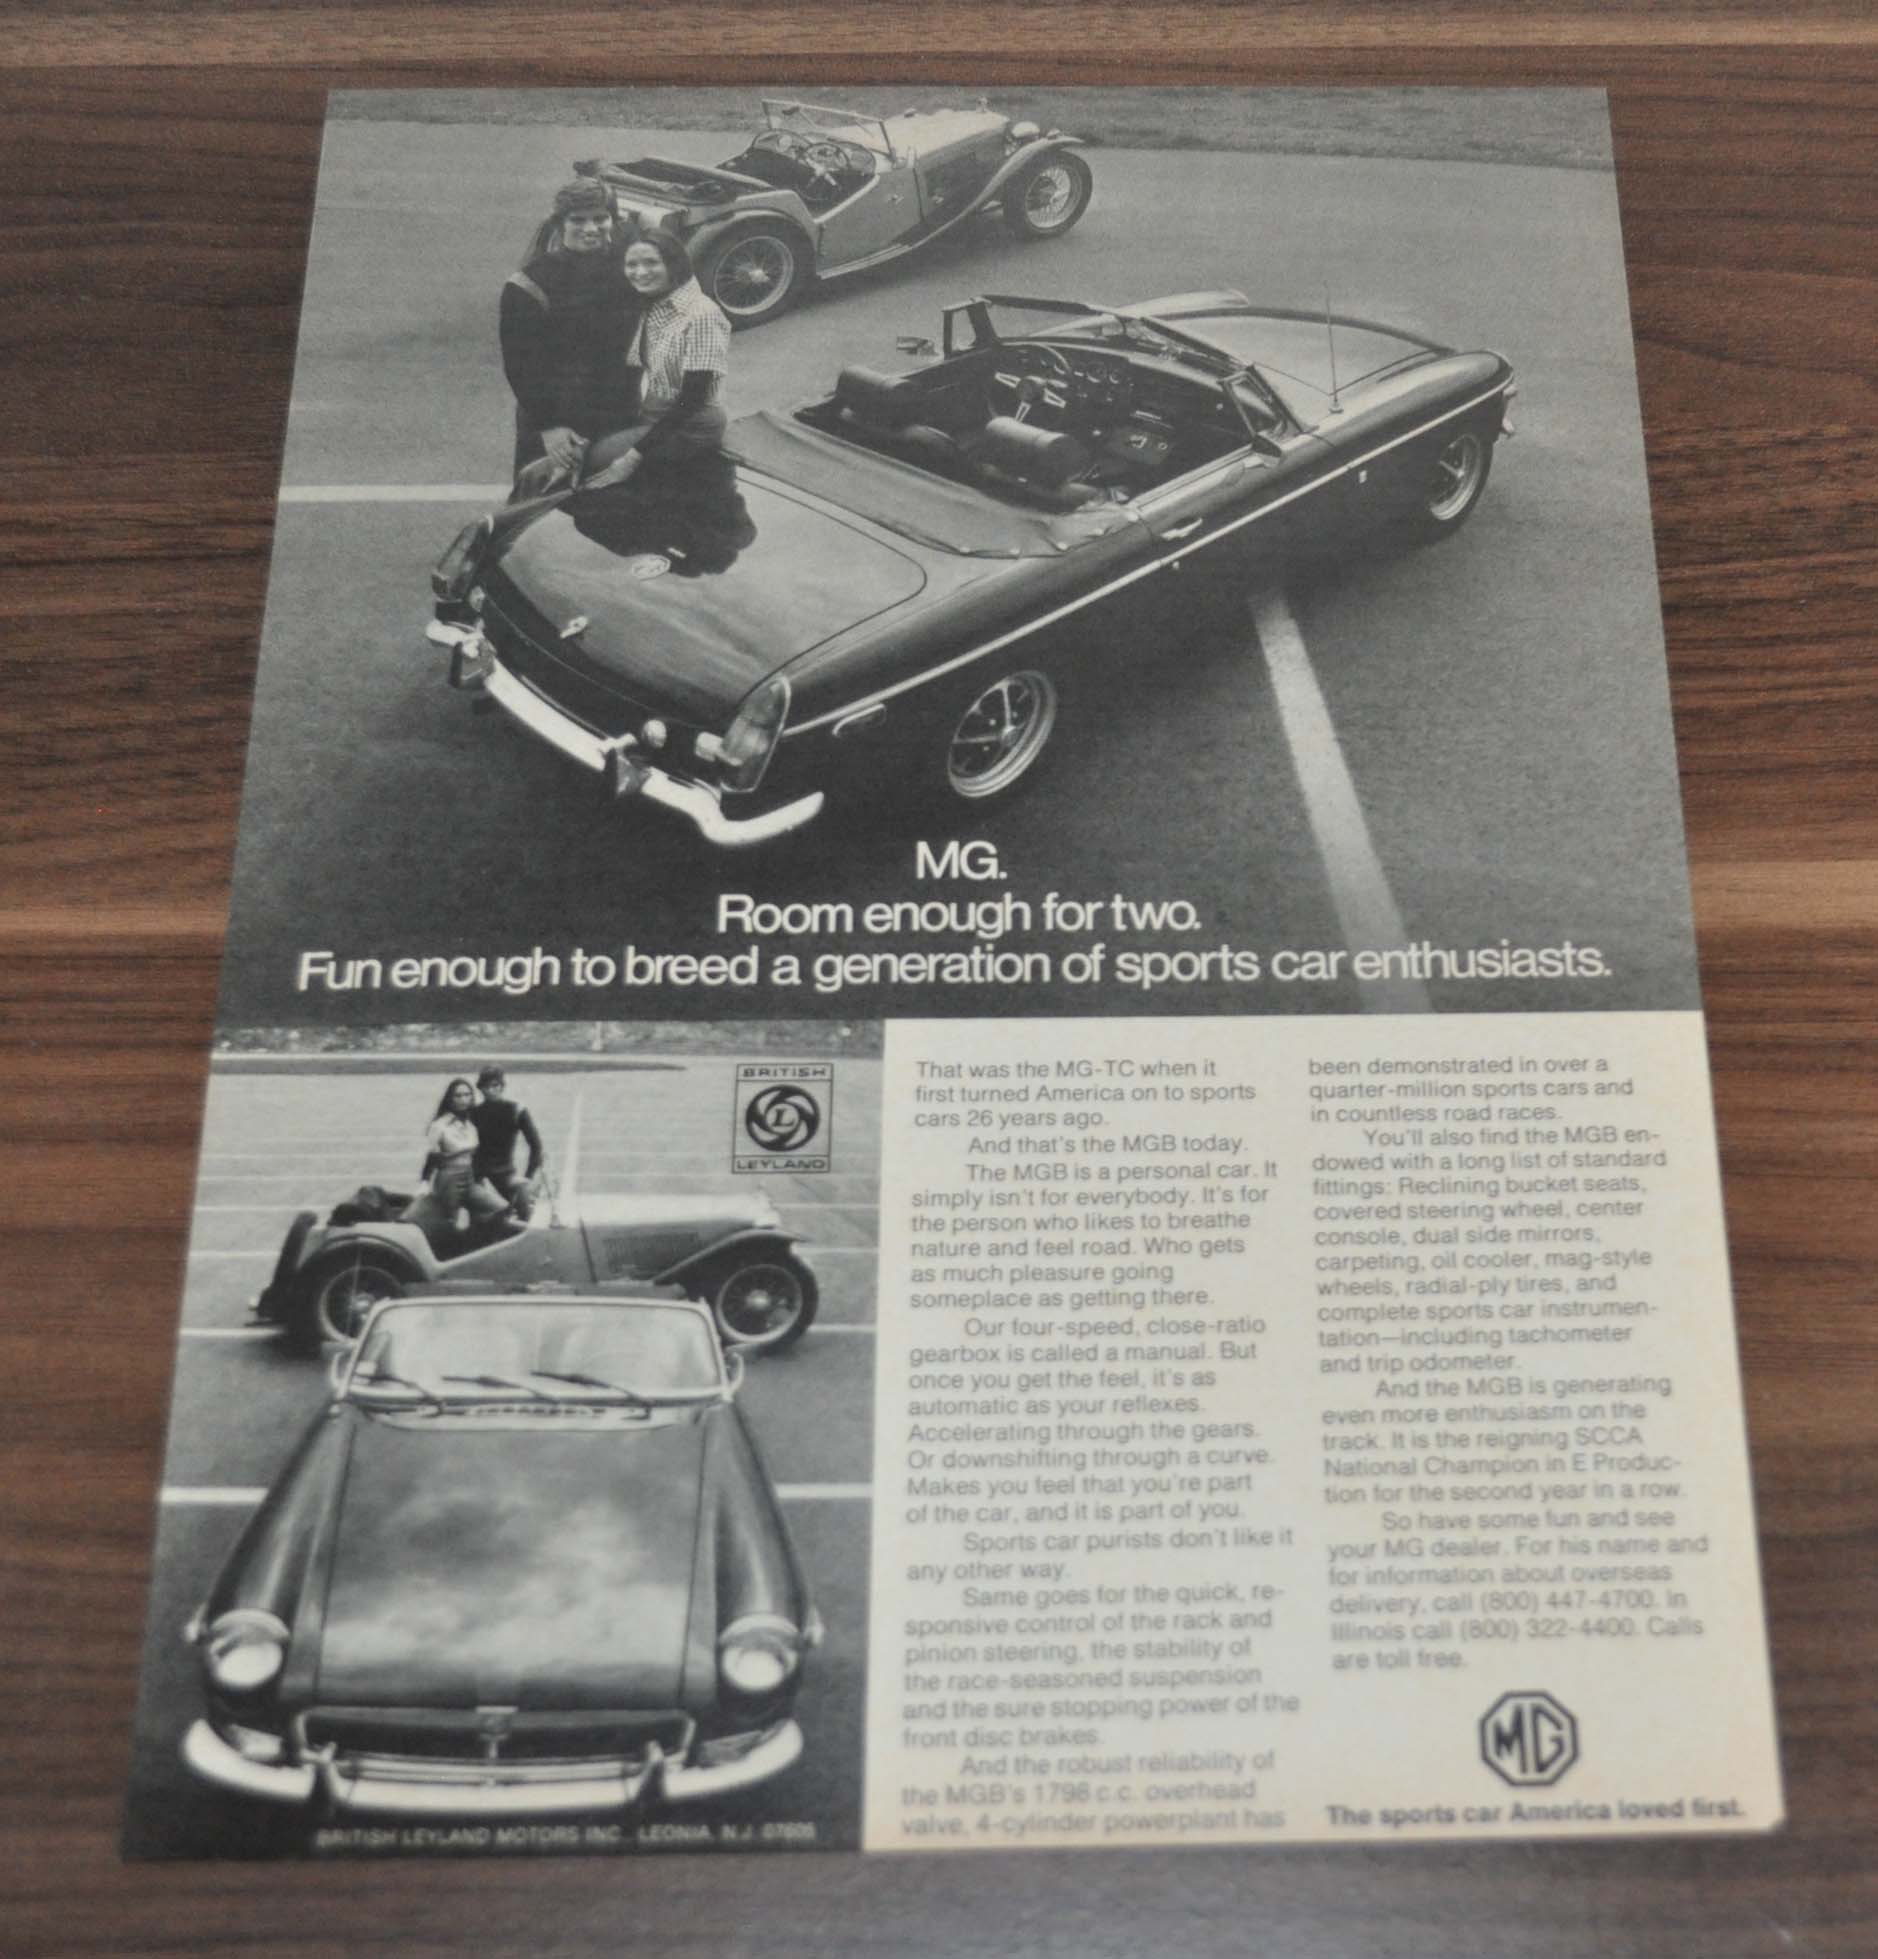 MG.
Room enough for two.
Fun enough to breed a generation of sports car enthusiasts.
BRITISH
L
LEYLAND
BRITISH LEYLAND MOTORS INC., LEONIA, N.J. 07605
That was the MG-TC when it
first turned America on to sports
cars 26 years ago.
And that's the MGB today.
The MGB is a personal car. It
simply isn't for everybody. It's for
the person who likes to breathe
nature and feel road. Who gets
as much pleasure going
someplace as getting there.
Our four-speed, close-ratio
gearbox is called a manual. But
once you get the feel, it's as
automatic as your reflexes.
Accelerating through the gears.
Or downshifting through a curve.
Makes you feel that you're part
of the car, and it is part of you.
Sports car purists don't like it
any other way.
Same goes for the quick, re-
sponsive control of the rack and
pinion steering, the stability of
the race-seasoned suspension
and the sure stopping power of the
front disc brakes.
And the robust reliability of
the MGB's 1798 c.c. overhead
valve, 4-cylinder powerplant has
been demonstrated in over a
quarter-million sports cars and
in countless road races.
You'll also find the MGB en-
dowed with a long list of standard
fittings: Reclining bucket seats,
covered steering wheel, center
console, dual side mirrors,
carpeting, oil cooler, mag-style
wheels, radial-ply tires, and
complete sports car instrumen-
tation—including tachometer
and trip odometer.
And the MGB is generating
even more enthusiasm on the
track. It is the reigning SCCA
National Champion in E Produc-
tion for the second year in a row.
So have some fun and see
your MG dealer. For his name and
for information about overseas
delivery, call (800) 447-4700. In
Illinois call (800) 322-4400. Calls
are toll free.
MG
The sports car America loved first.